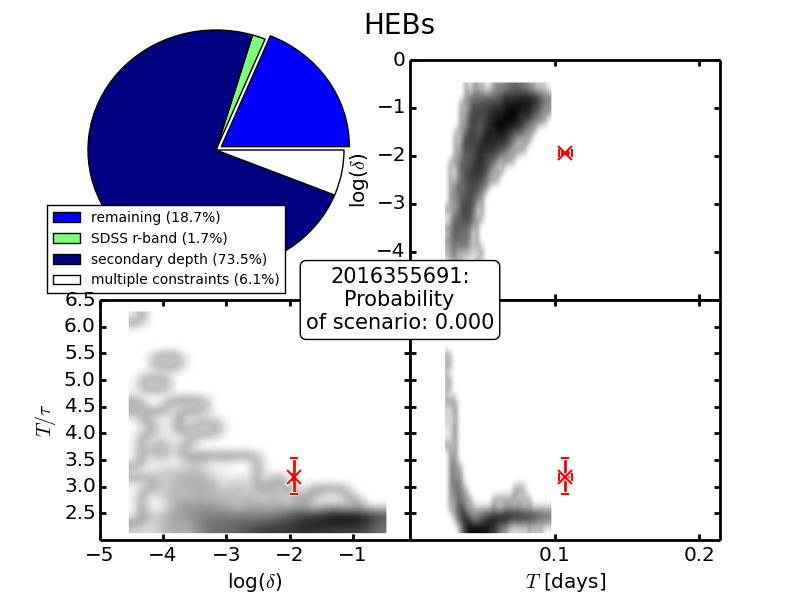 HEBs
remaining (18.7%)
SDSS r-band (1.7%)
secondary depth (73.5%)
multiple constraints (6.1%)
0
−1
−2
−3
−4
log(δ)
2016355691:
Probability
of scenario: 0.000
6.5
6.0
5.5
5.0
4.5
4.0
3.5
3.0
2.5
T/τ
−5 −4 −3 −2 −1
log(δ)
0.1 0.2
T [days]